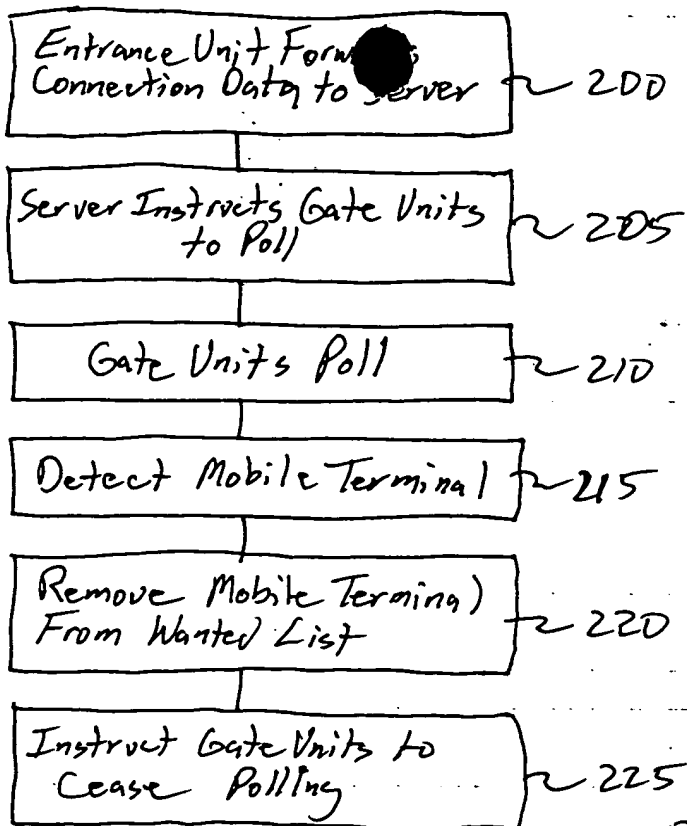 Entrance Unit
Connection Data to Server
200
Server Instructs Gate Units
to Poll
205
Gate Units Poll
210
Detect Mobile Terminal
215
Remove Mobile Terminal
From Wanted List
220
Instruct Gate Units to
Cease Polling
225